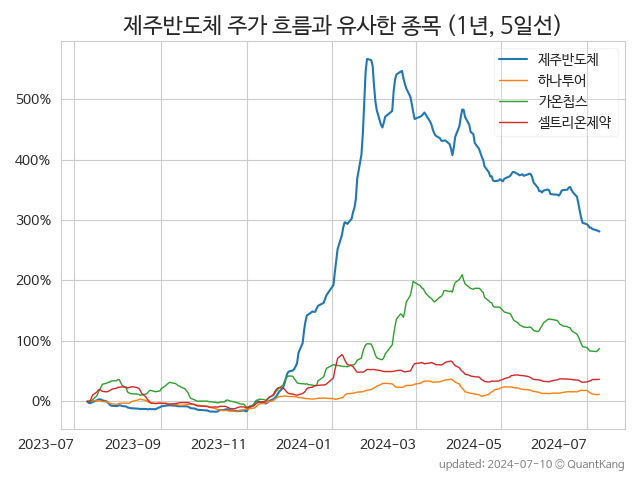 제주반도체 주가 흐름과 유사한 종목 (1년, 5일선)
제주반도체
하나투어
가온칩스
셀트리온제약
500%
400%
300%
200%
100%
0%
2023-07 2023-09 2023-11 2024-01 2024-03 2024-05 2024-07
updated: 2024-07-10 © QuantKang